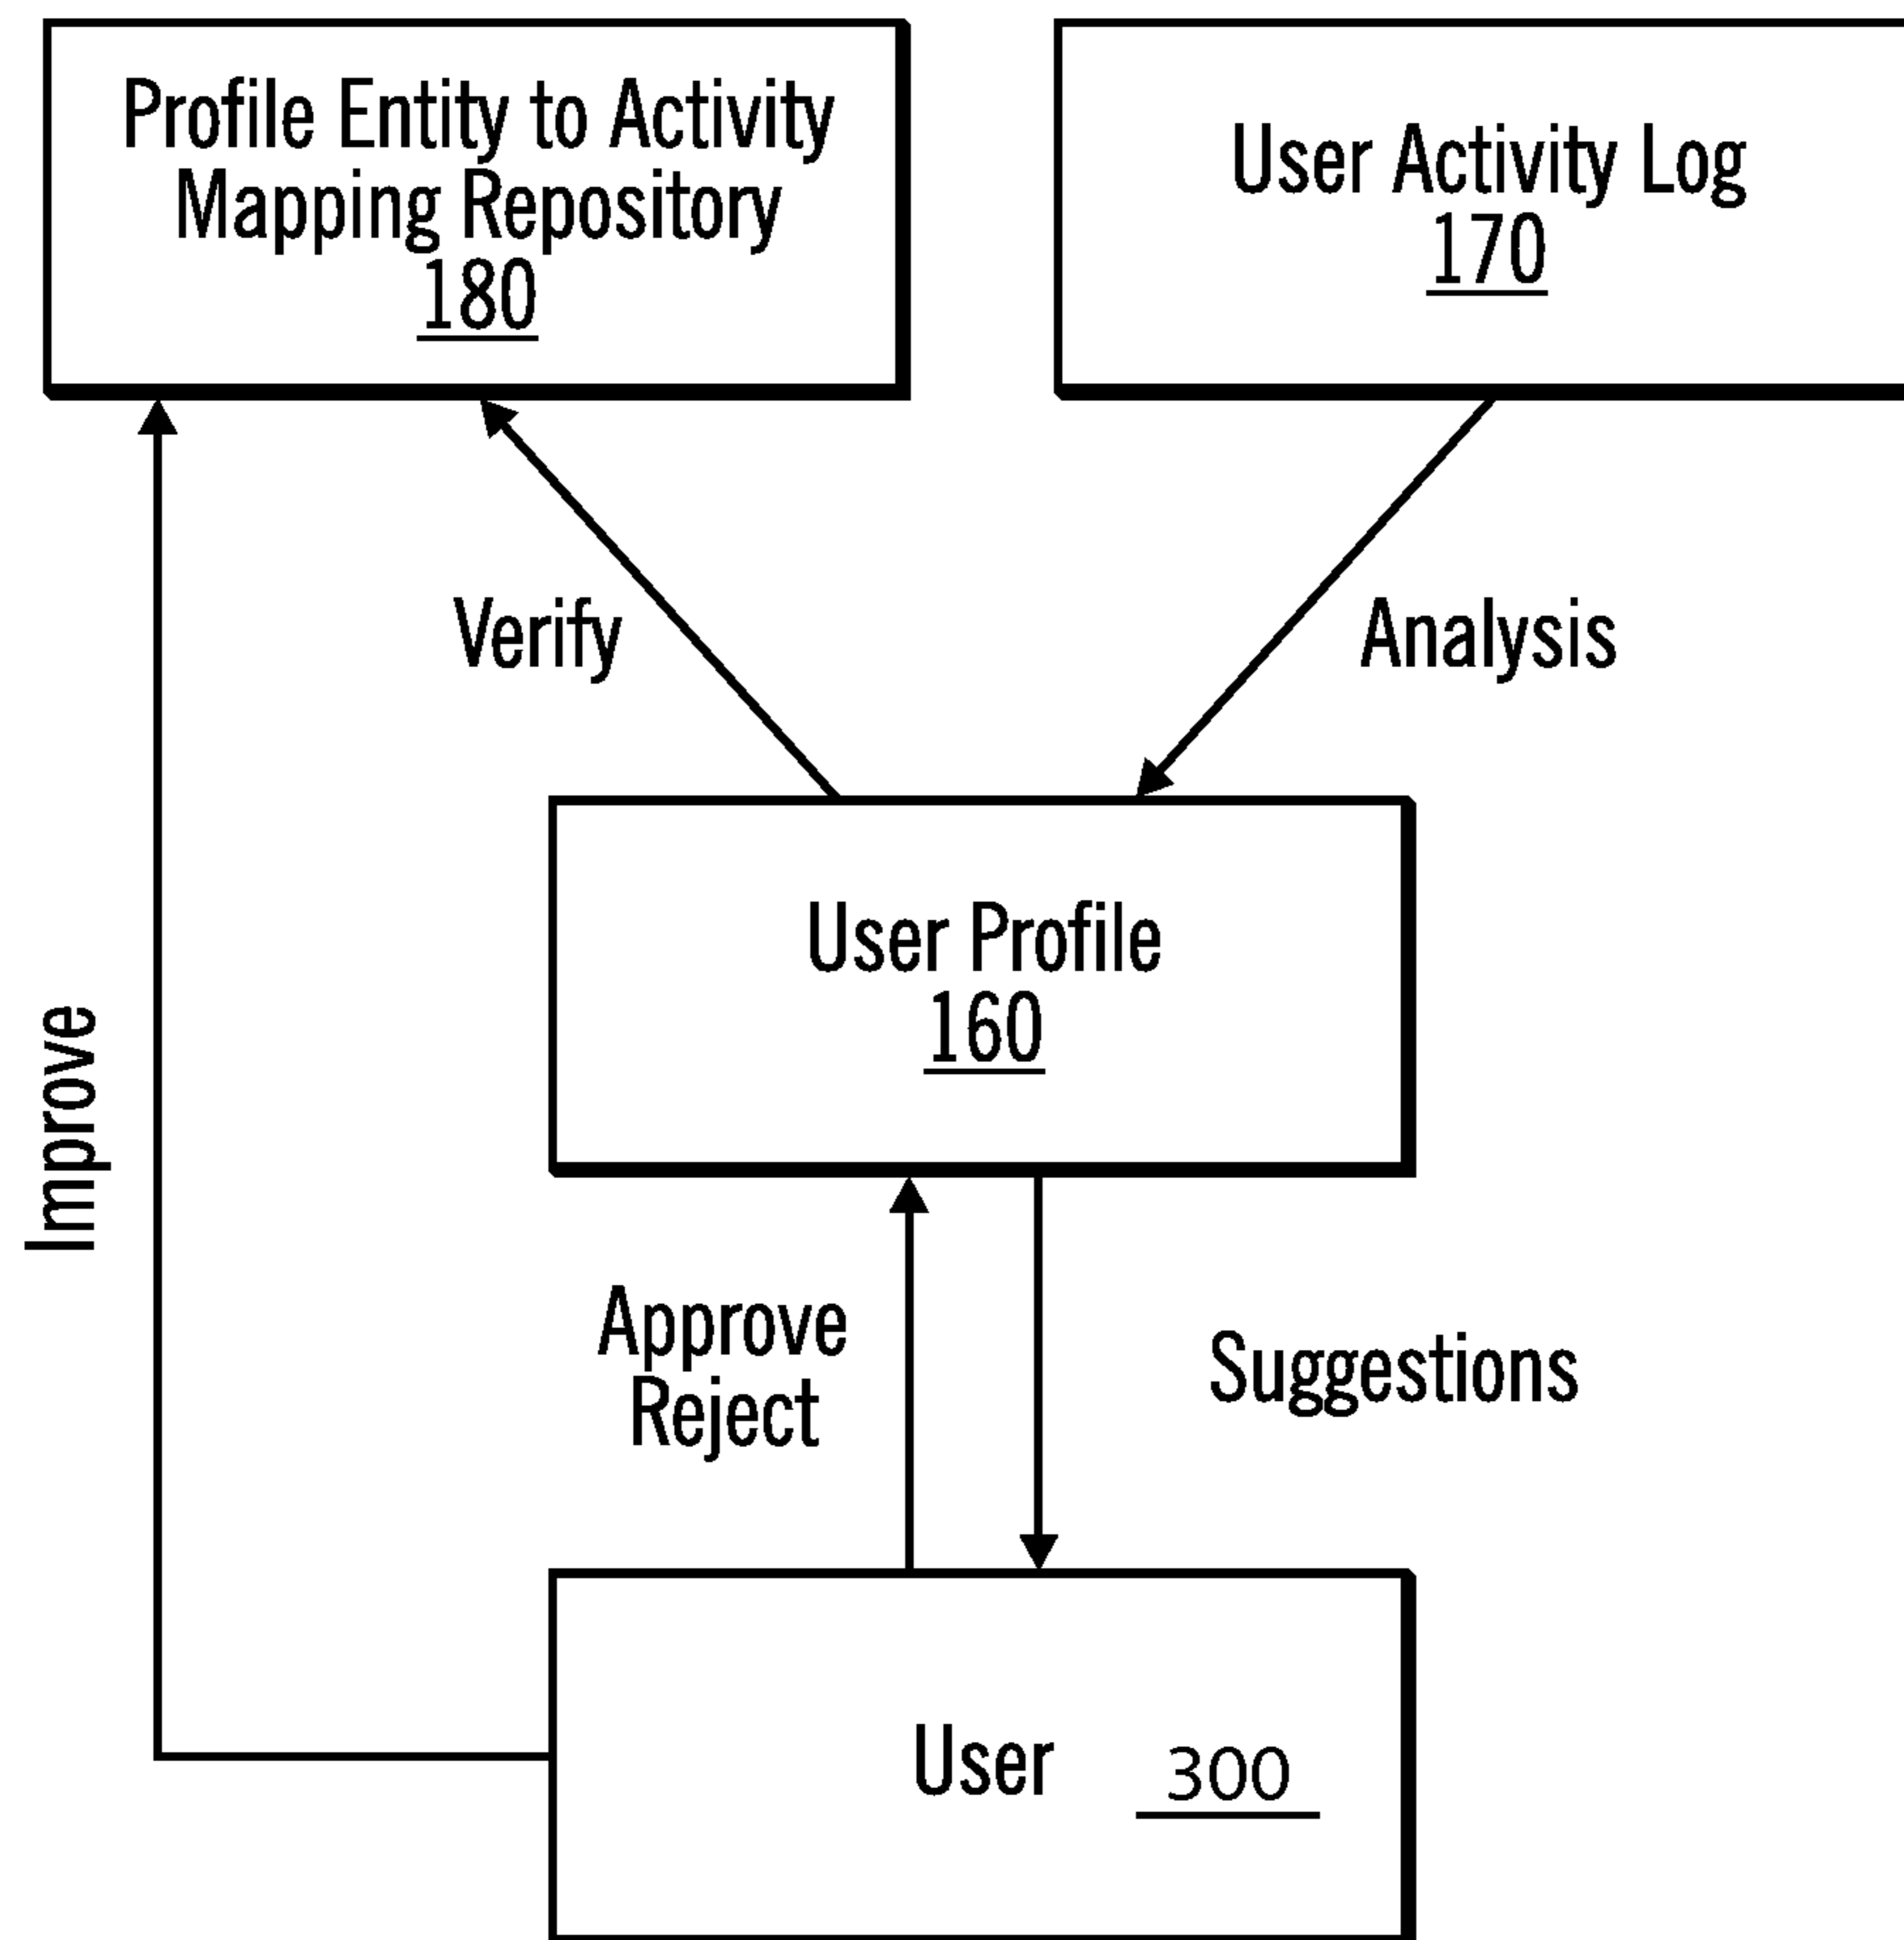 Profile Entity to Activity
Mapping Repository
180
User Activity Log
170
Verify
Analysis
User Profile
160
Improve
Approve
Reject
Suggestions
User 300